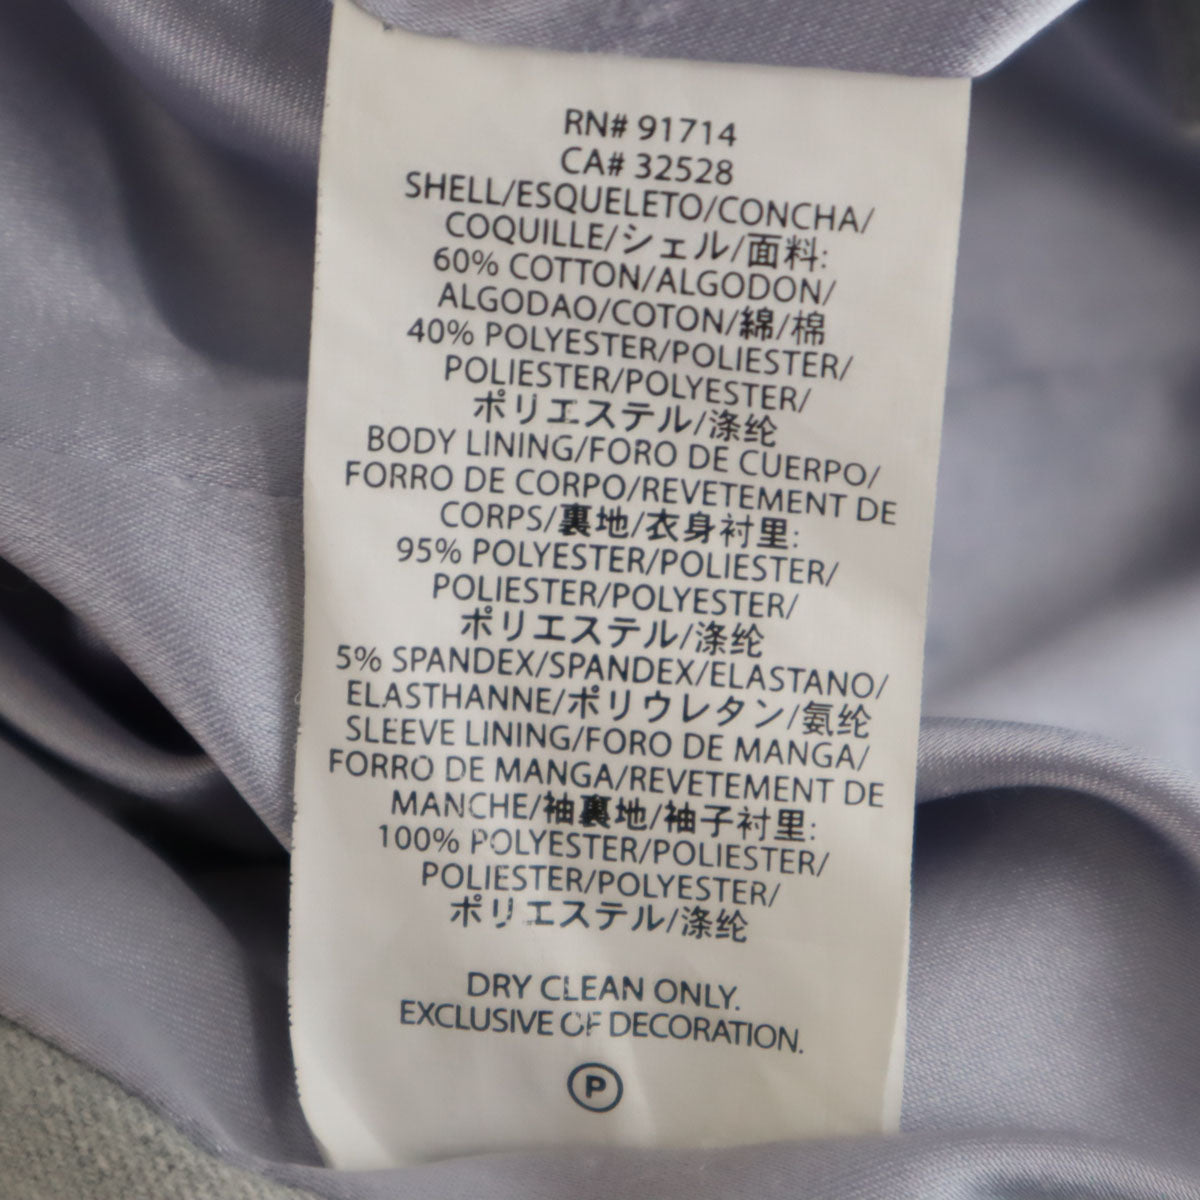 RN# 91714
CA# 32528
SHELL/ESQUELETO/CONCHA/
COQUILLE/シェル/面料:
60% COTTON/ALGODON/
ALGODAO/COTON/綿/棉
40% POLYESTER/POLIESTER/
POLIESTER/POLYESTER/
ポリエステル/涤纶
BODY LINING/FORO DE CUERPO/
FORRO DE CORPO/REVETEMENT DE
CORPS/裏地/衣身衬里:
95% POLYESTER/POLIESTER/
POLIESTER/POLYESTER/
ポリエステル/涤纶
5% SPANDEX/SPANDEX/ELASTANO/
ELASTHANNE/ポリウレタン/氨纶
SLEEVE LINING/FORO DE MANGA/
FORRO DE MANGA/REVETEMENT DE
MANCHE/袖裏地/袖子衬里:
100% POLYESTER/POLIESTER/
POLIESTER/POLYESTER/
ポリエステル/涤纶
DRY CLEAN ONLY.
EXCLUSIVE OF DECORATION.
P